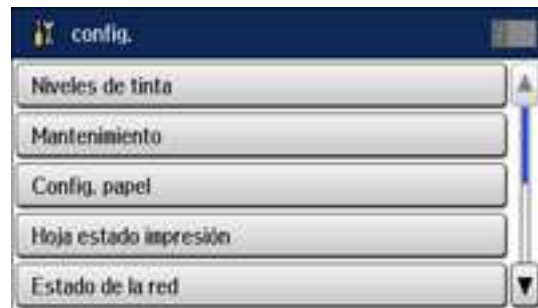 config.
Niveles de tinta
Mantenimiento
Config. papel
Hoja estado impresión
Estado de la red